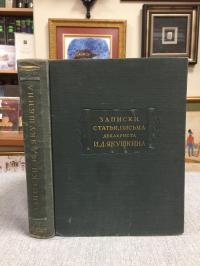 ЗАПИСКИ
СТАТЬИ, ПИСЬМА
ДЕКАБРИСТА
И.Д. ЯКУШКИНА
ЗАПИСКИ И.Д. ЯКУШКИНА